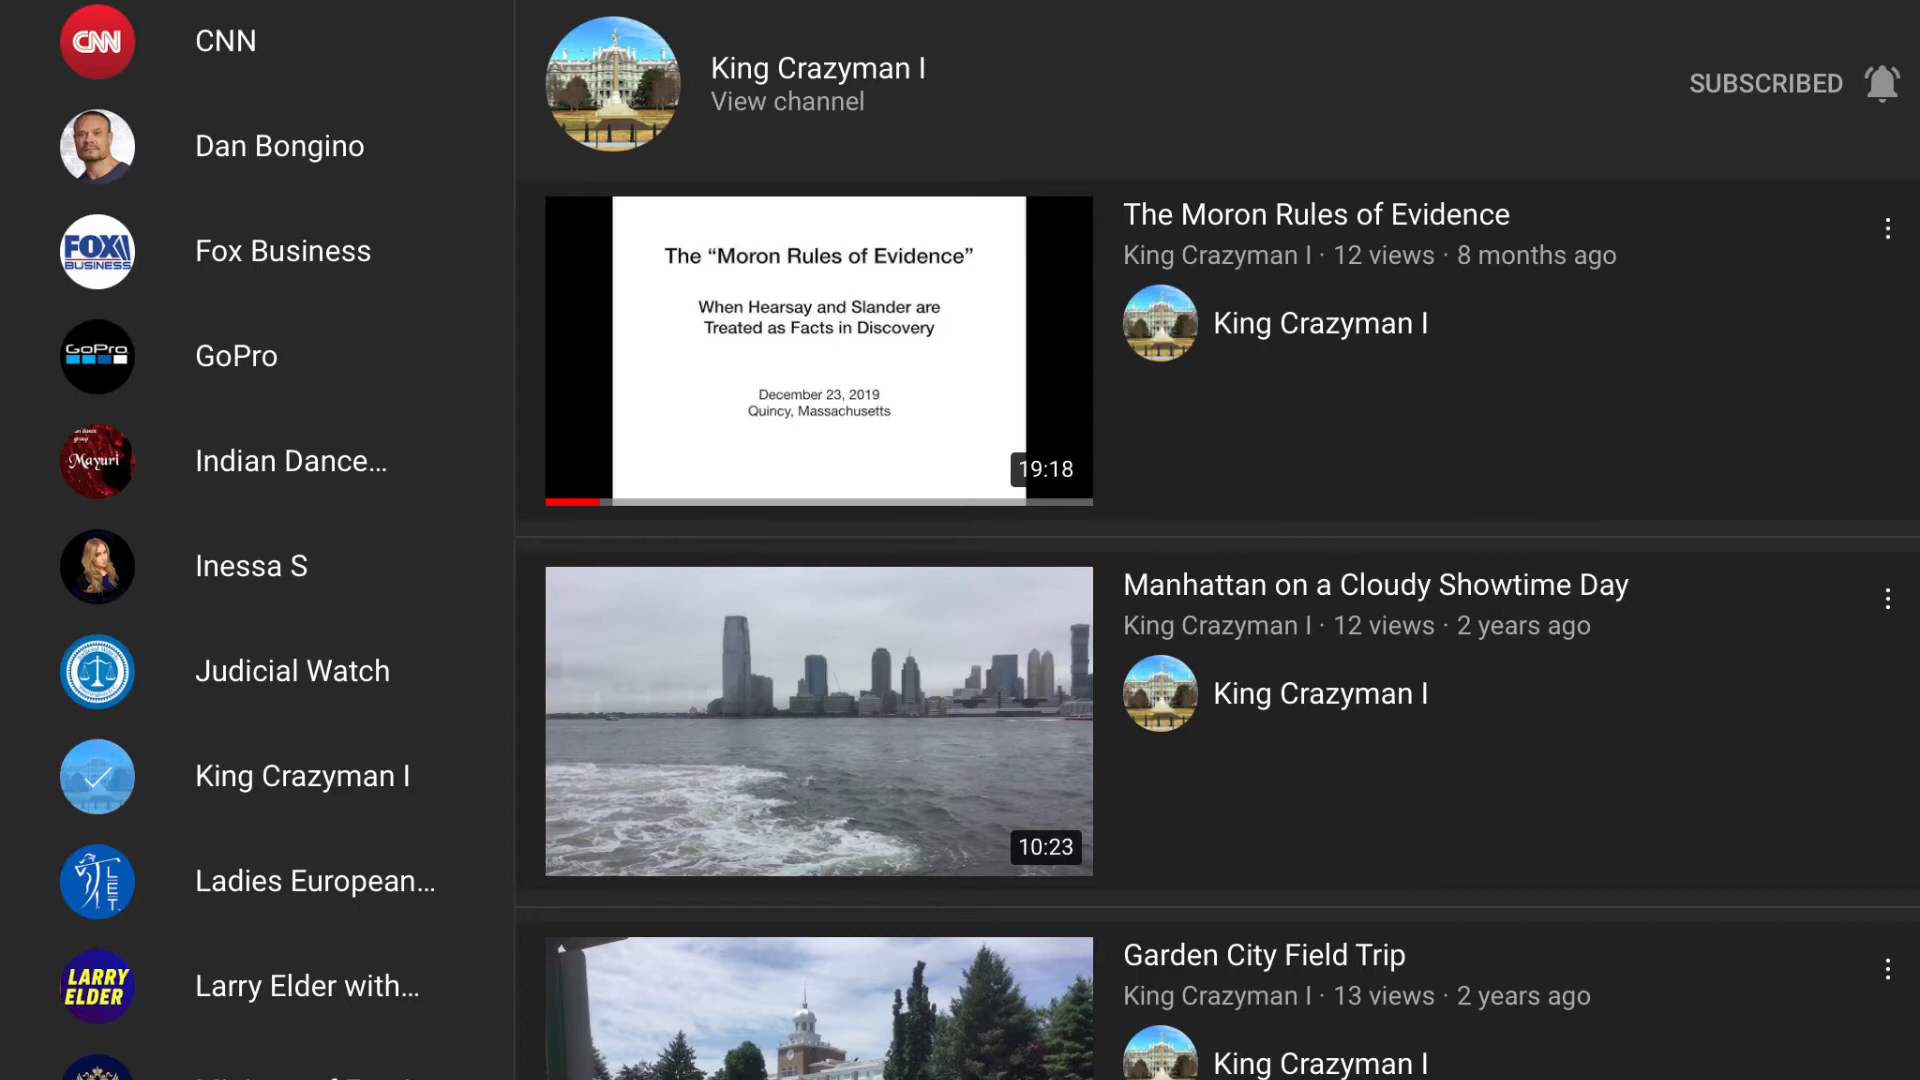 CNN
CNN
Dan Bongino
FOX
BUSINESS
Fox Business
GoPro
GoPro
group
Mayuri
Indian Dance...
Inessa S
Judicial Watch
King Crazyman I
L
E
T.
Ladies European...
LARRY
ELDER
Larry Elder with...
King Crazyman I
View channel
SUBSCRIBED
The “Moron Rules of Evidence”
When Hearsay and Slander are
Treated as Facts in Discovery
December 23, 2019
Quincy, Massachusetts
19:18
The Moron Rules of Evidence
King Crazyman I · 12 views · 8 months ago
King Crazyman I
10:23
Manhattan on a Cloudy Showtime Day
King Crazyman I · 12 views · 2 years ago
King Crazyman I
Garden City Field Trip
King Crazyman I · 13 views · 2 years ago
King Crazyman I